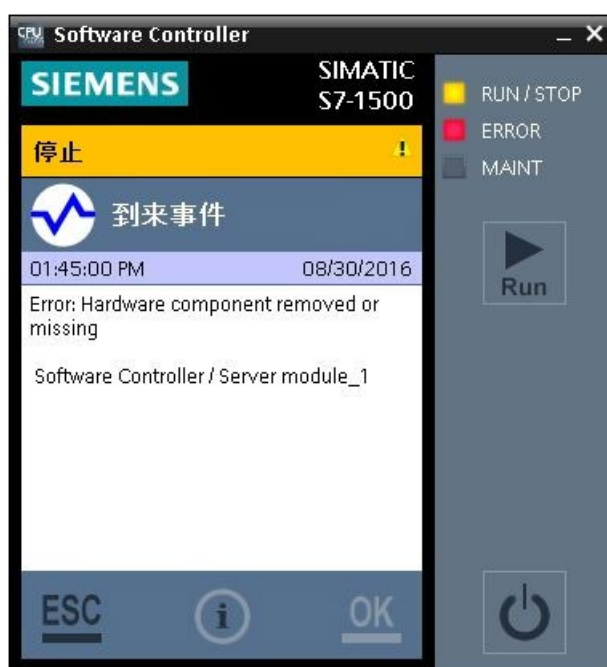 CPU Software Controller
SIEMENS
SIMATIC
S7-1500
RUN / STOP
ERROR
MAINT
停止
到来事件
01:45:00 PM 08/30/2016
Error: Hardware component removed or
missing
Software Controller / Server module_1
Run
ESC i OK